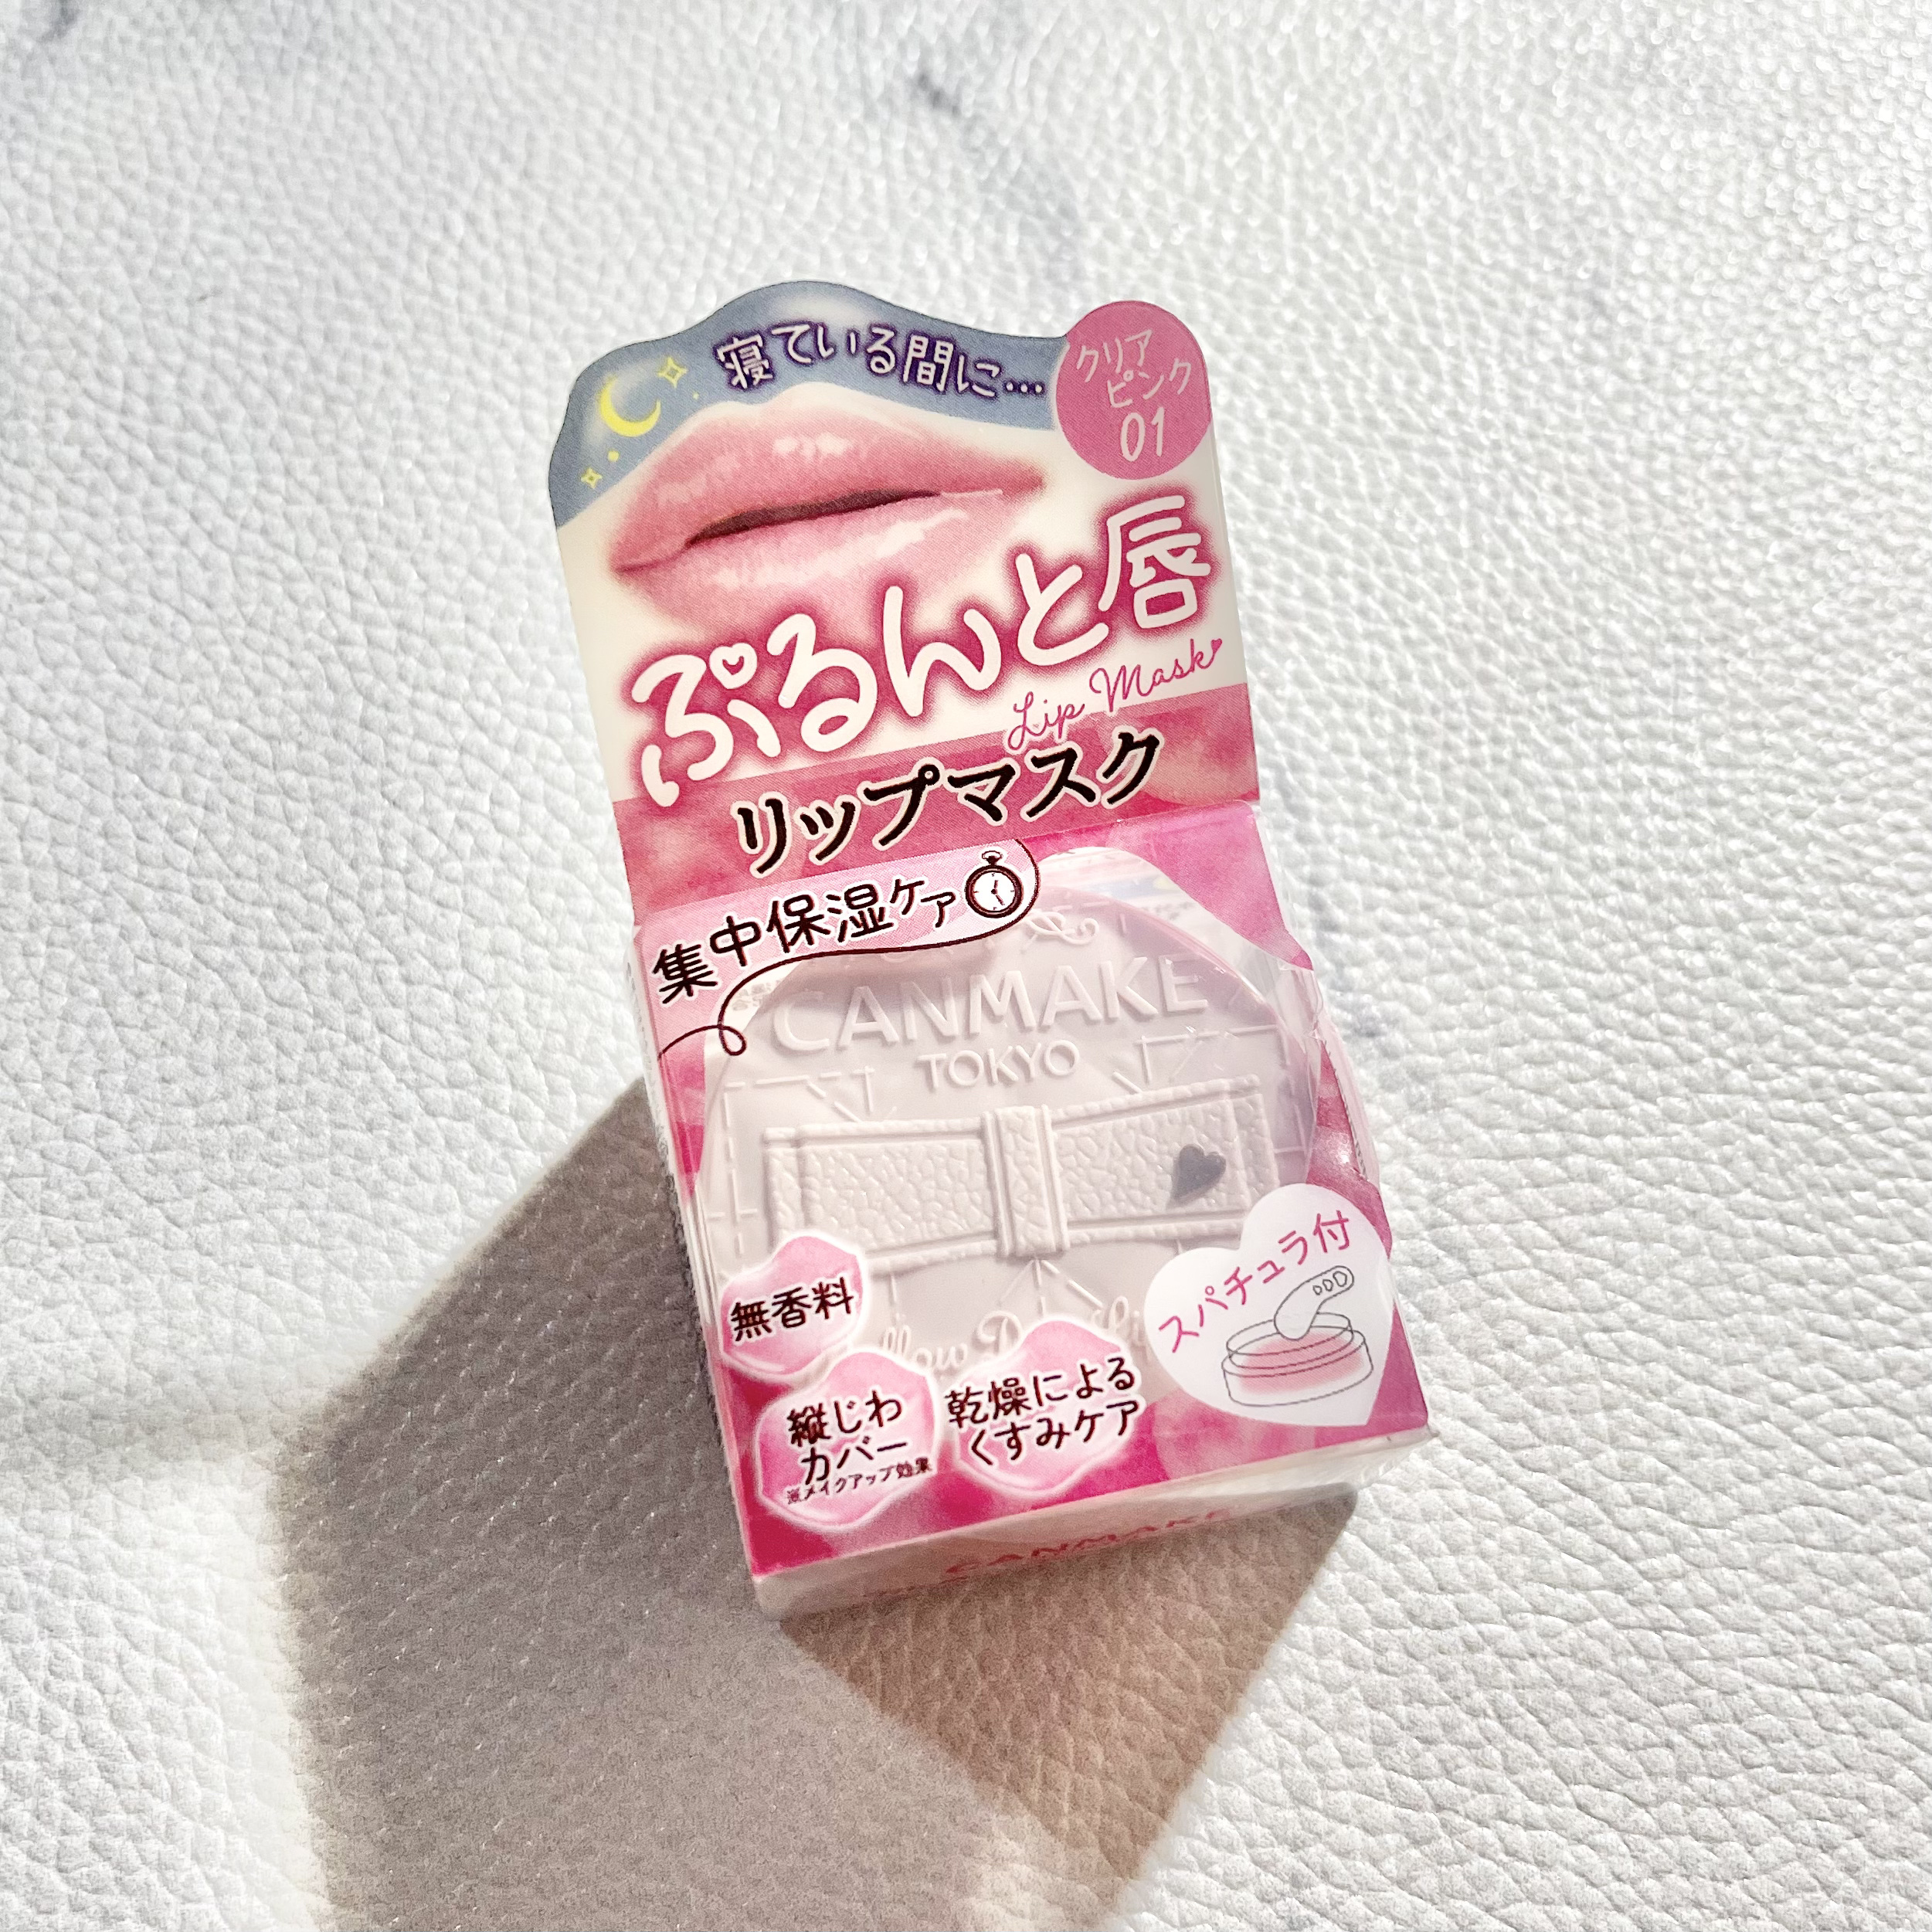 寝ている間に…
クリア
ピンク
01
ぷるんと唇
Lip Mask
リップマスク
集中保湿ケア
CANMAKE
TOKYO
無香料
縦じわ
カバー
※メイクアップ効果
乾燥による
くすみケア
スパチュラ付
CANMAKE